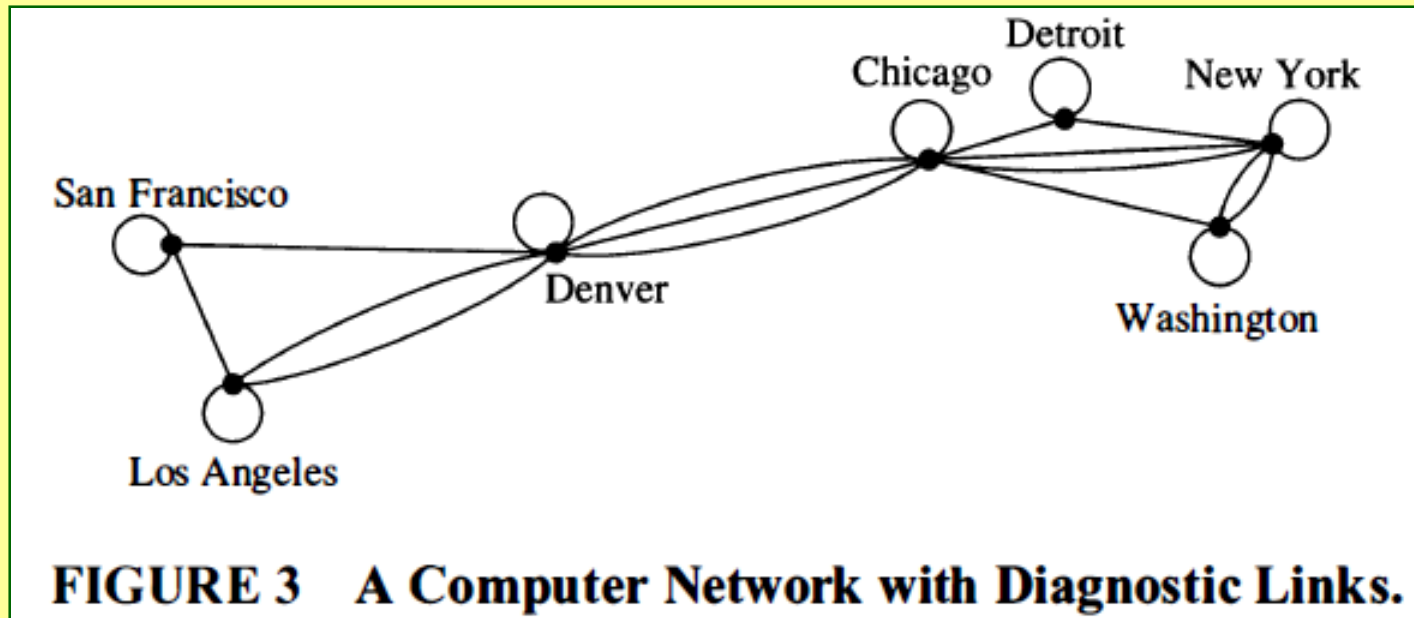 Detroit
Chicago
New York
San Francisco
Denver
Washington
Los Angeles
FIGURE 3 A Computer Network with Diagnostic Links.